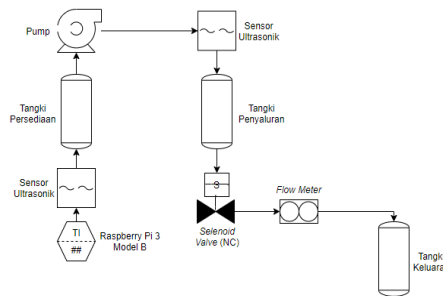 Pump
Sensor
Ultrasonik
Tangki
Persediaan
Tangki
Penyaluran
Sensor
Ultrasonik
3
Flow Meter
TI
##
Raspberry Pi 3
Model B
Selenoid
Valve (NC)
Tangki
Keluara